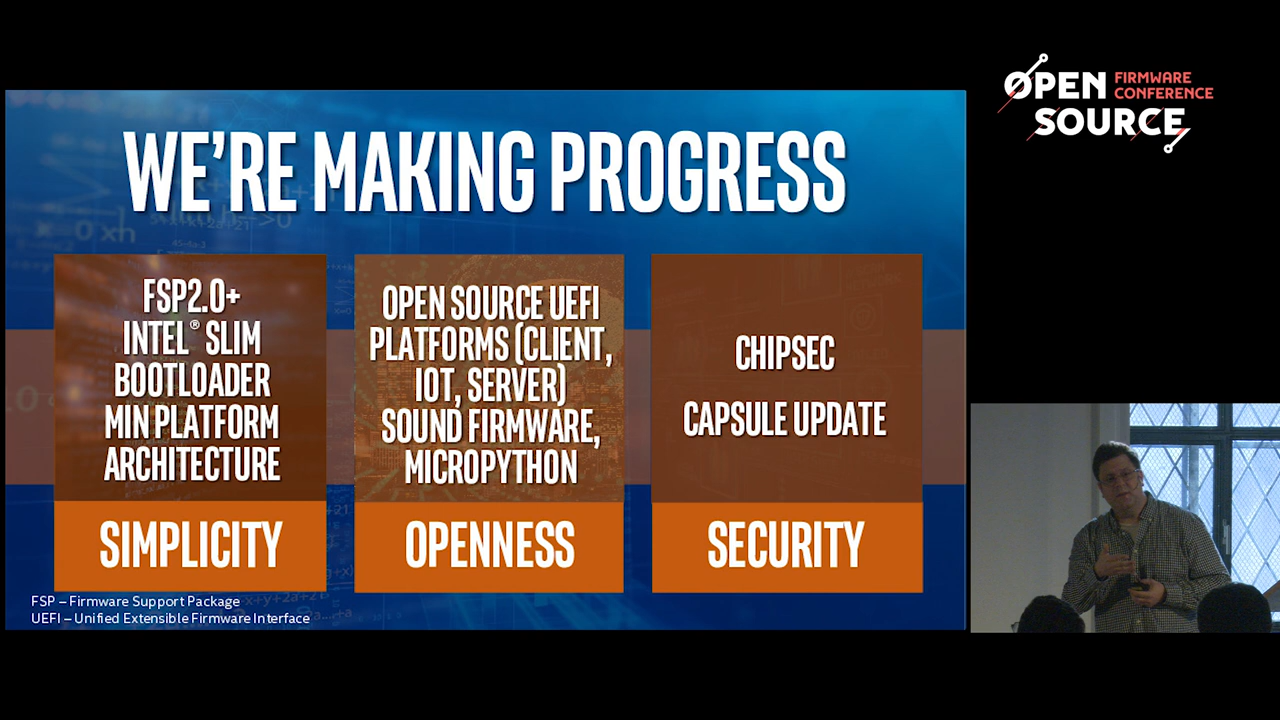 WE'RE MAKING PROGRESS
FSP2.0+
INTEL® SLIM
BOOTLOADER
MIN PLATFORM
ARCHITECTURE
SIMPLICITY
OPEN SOURCE UEFI
PLATFORMS (CLIENT,
IOT, SERVER)
SOUND FIRMWARE,
MICROPYTHON
OPENNESS
CHIPSEC
CAPSULE UPDATE
SECURITY
FSP – Firmware Support Package
UEFI – Unified Extensible Firmware Interface
OPEN FIRMWARE
CONFERENCE
SOURCE